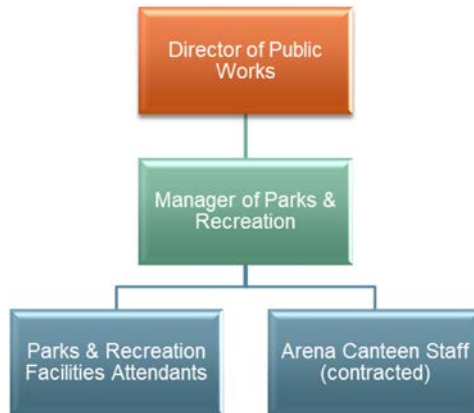 Director of Public
Works
Manager of Parks &
Recreation
Parks & Recreation
Facilities Attendants
Arena Canteen Staff
(contracted)